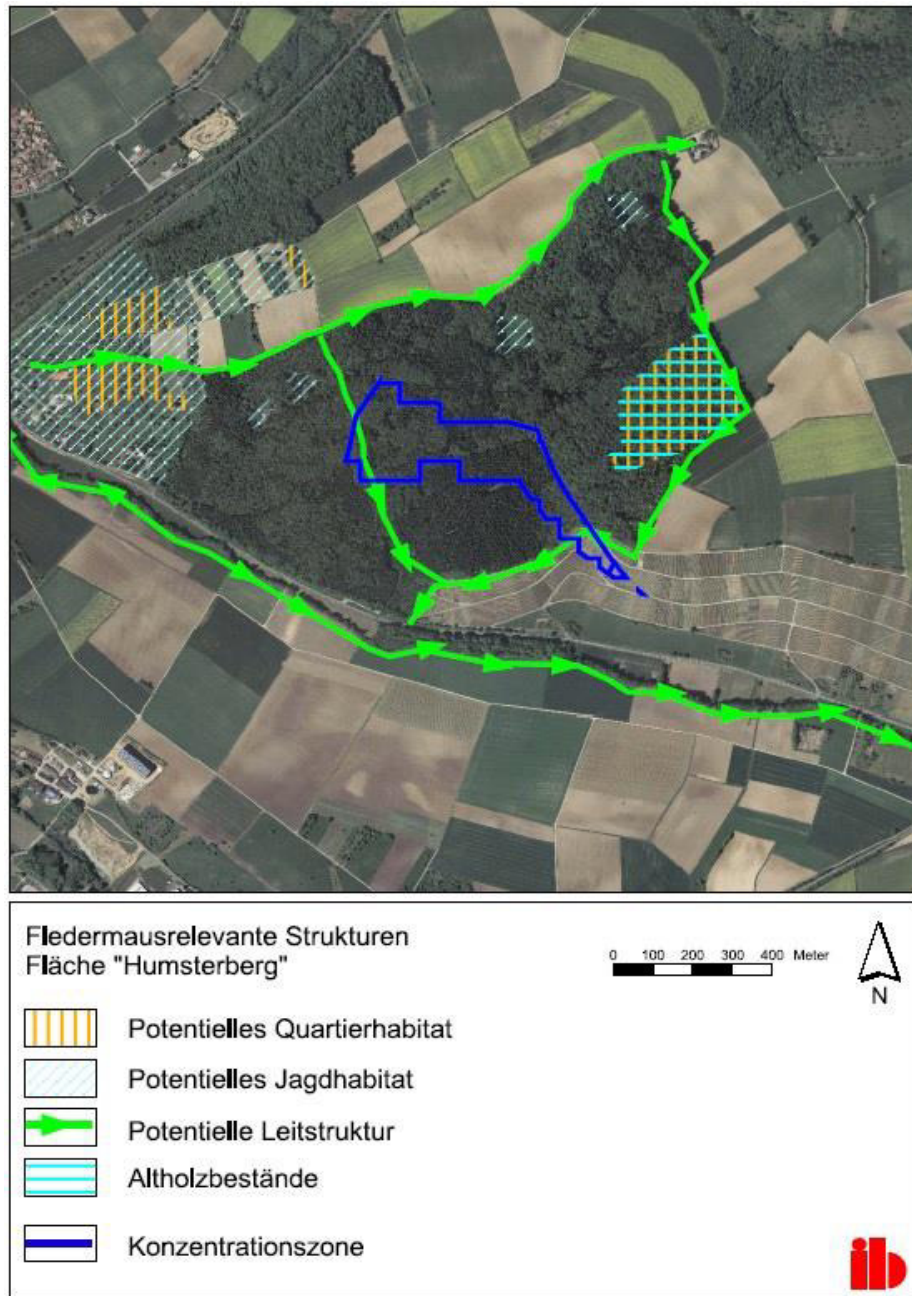 Fledermausrelevante Strukturen
Fläche "Humsterberg"
0 100 200 300 400 Meter
N
Potentielles Quartierhabitat
Potentielles Jagdhabitat
Potentielle Leitstruktur
Altholzbestände
Konzentrationszone
ib